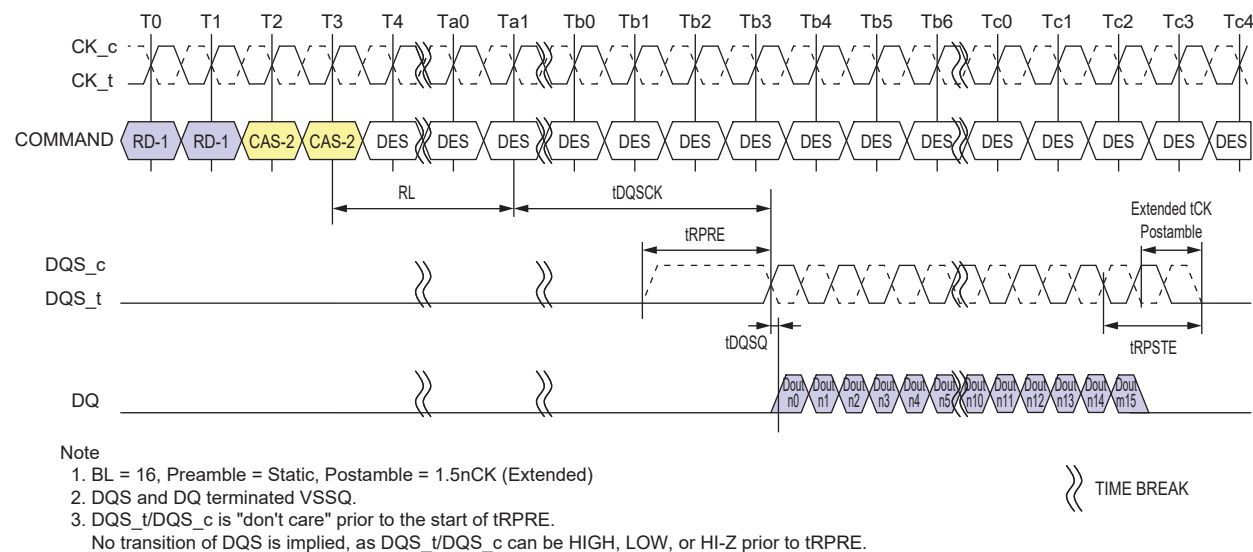 T0 T1 T2 T3 T4 Ta0 Ta1 Tb0 Tb1 Tb2 Tb3 Tb4 Tb5 Tb6 Tc0 Tc1 Tc2 Tc3 Tc4
CK_c
CK_t
COMMAND RD-1 RD-1 CAS-2 CAS-2 DES DES DES DES DES DES DES DES DES DES DES DES DES DES DES
RL tDQSCK
Extended tCK
Postamble
tRPRE
DQS_c
DQS_t
tDQSQ
tRPSTE
DQ
Dout Dout Dout Dout Dout Dout Dout Dout Dout Dout Dout Dout
n0 n1 n2 n3 n4 n5 n10 n11 n12 n13 n14 m15
Note
1. BL = 16, Preamble = Static, Postamble = 1.5nCK (Extended)
2. DQS and DQ terminated VSSQ.
3. DQS_t/DQS_c is "don't care" prior to the start of tRPRE.
No transition of DQS is implied, as DQS_t/DQS_c can be HIGH, LOW, or HI-Z prior to tRPRE.
TIME BREAK